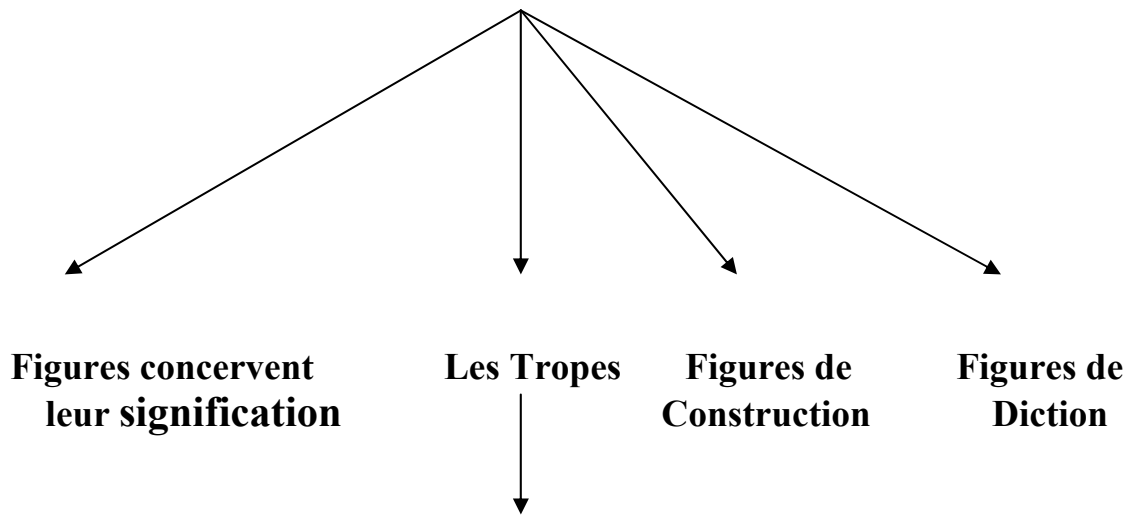 Figures concervent
leur signification
Les Tropes
Figures de
Construction
Figures de
Diction